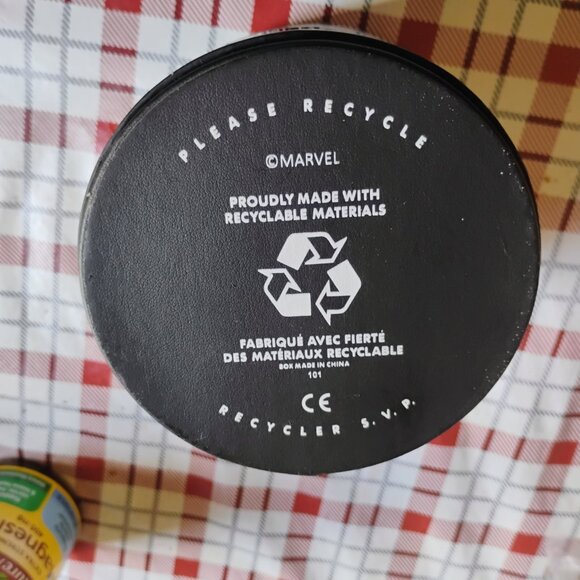 PLEASE RECYCLE
©MARVEL
PROUDLY MADE WITH
RECYCLABLE MATERIALS
FABRIQUÉ AVEC FIERTÉ
DES MATÉRIAUX RECYCLABLE
BOX MADE IN CHINA
101
CE
RECYCLER S.V.P.